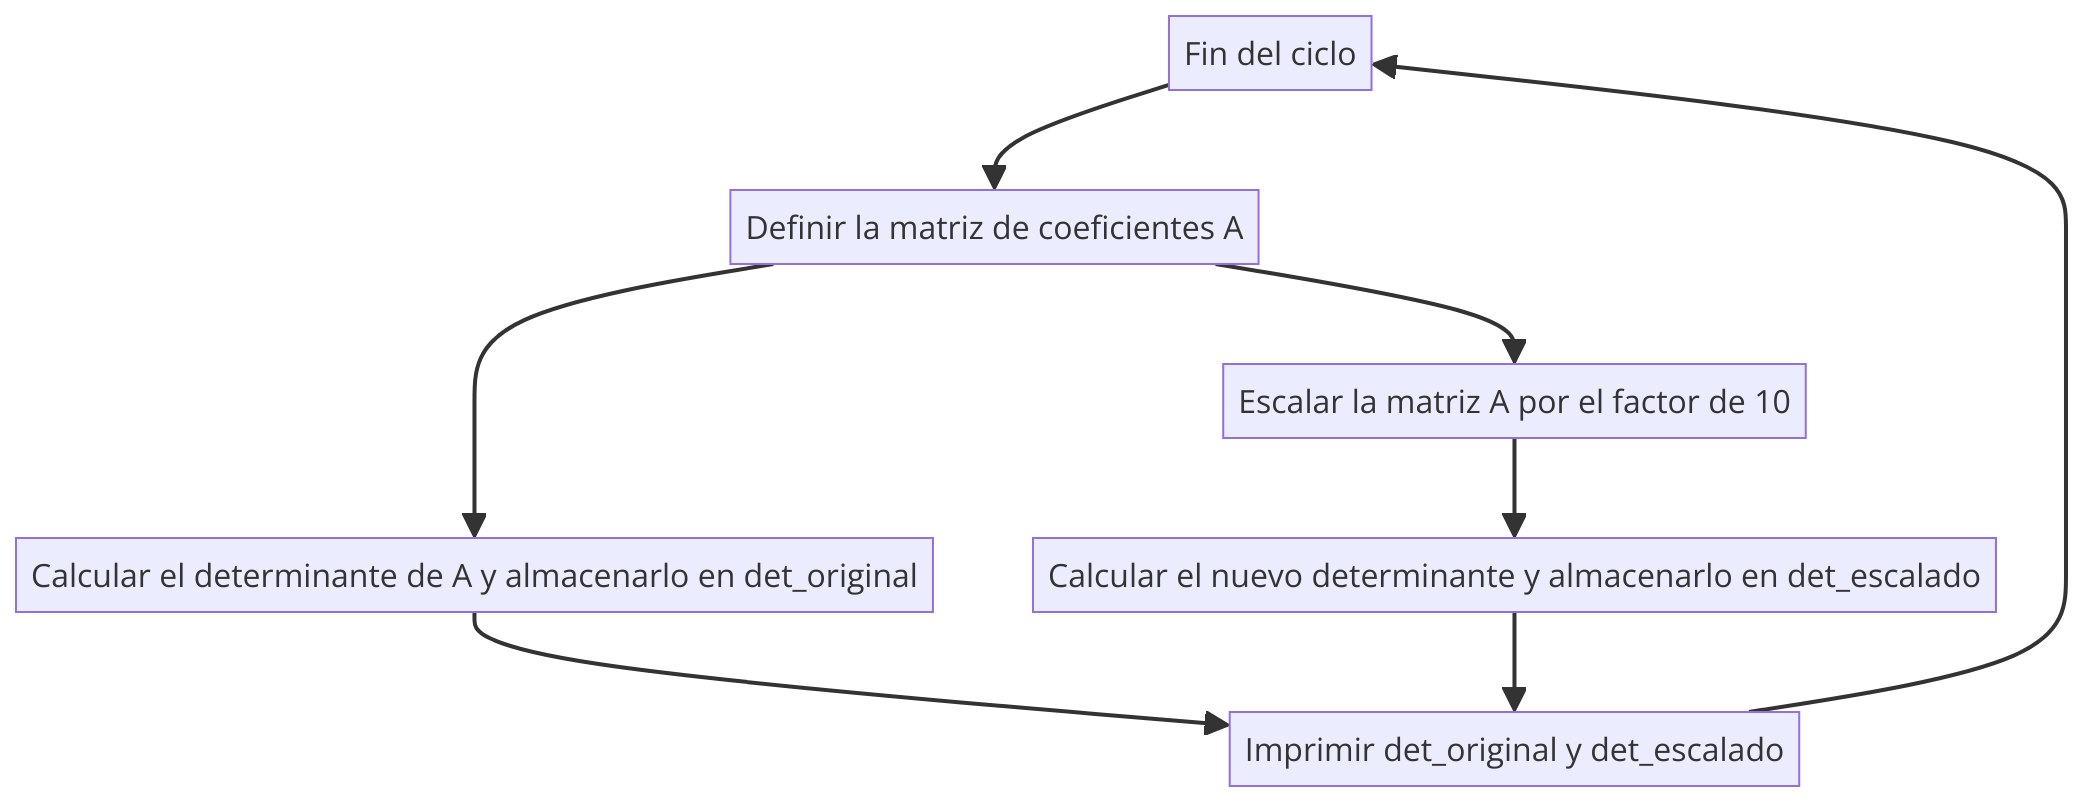 Fin del ciclo
Definir la matriz de coeficientes A
Escalar la matriz A por el factor de 10
Calcular el determinante de A y almacenarlo en det_original
Calcular el nuevo determinante y almacenarlo en det_escalado
Imprimir det_original y det_escalado